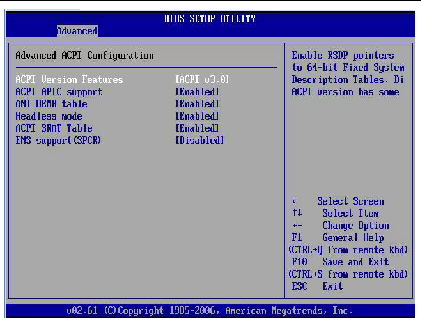 BIOS SETUP UTILITY
Advanced
Advanced ACPI Configuration
ACPI Version Features [ACPI v3.0]
ACPI APIC support [Enabled]
AMI OEMB table [Enabled]
Headless mode [Enabled]
ACPI SRAT Table [Enabled]
EMS support(SPCR) [Disabled]
Enable RSDP pointers
to 64-bit Fixed System
Description Tables. Di
ACPI version has some
Select Screen
↑↓ Select Item
+- Change Option
F1 General Help
(CTRL+Q from remote kbd)
F10 Save and Exit
(CTRL+S from remote kbd)
ESC Exit
v02.61 (C)Copyright 1985-2006, American Megatrends, Inc.